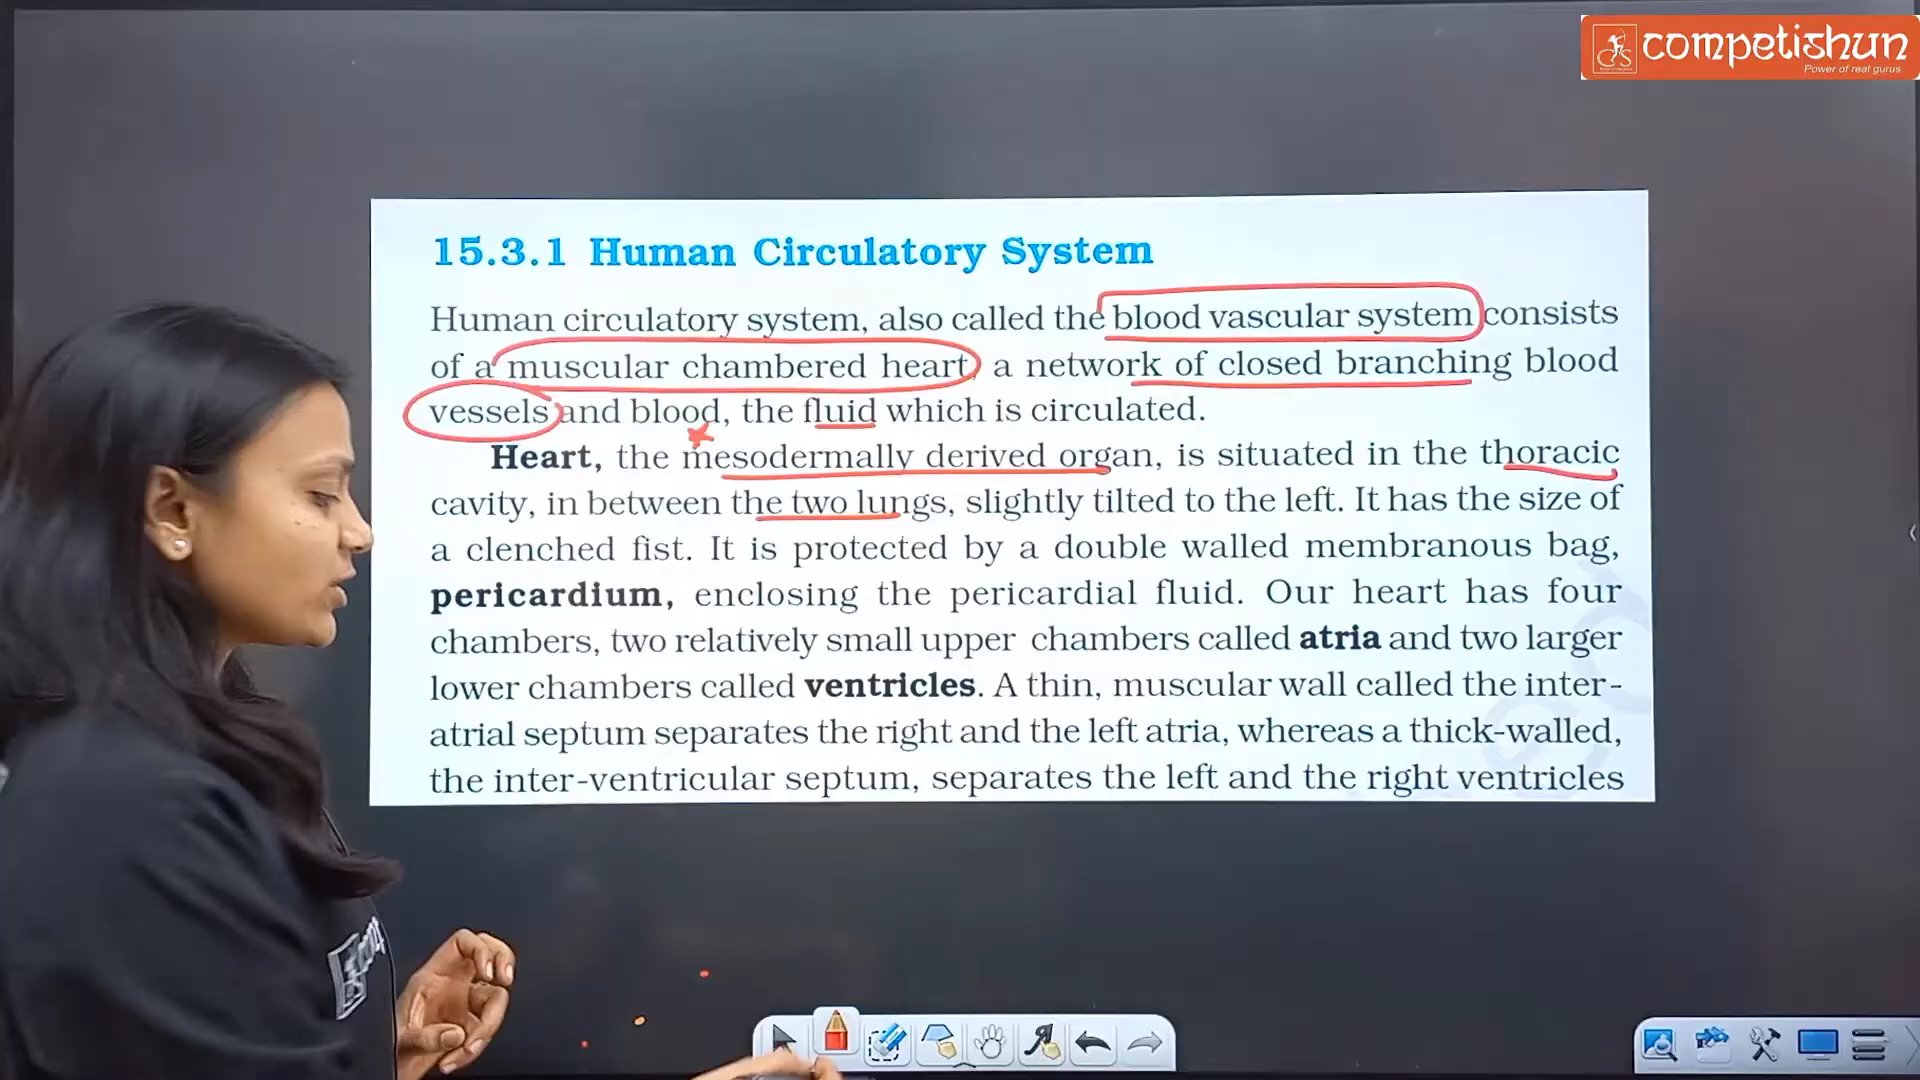 competishun
Power of real gurus
15.3.1 Human Circulatory System
Human circulatory system, also called the blood vascular system consists
of a muscular chambered heart, a network of closed branching blood
vessels and blood, the fluid which is circulated.
Heart, the mesodermally derived organ, is situated in the thoracic
cavity, in between the two lungs, slightly tilted to the left. It has the size of
a clenched fist. It is protected by a double walled membranous bag,
pericardium, enclosing the pericardial fluid. Our heart has four
chambers, two relatively small upper chambers called atria and two larger
lower chambers called ventricles. A thin, muscular wall called the inter-
atrial septum separates the right and the left atria, whereas a thick-walled,
the inter-ventricular septum, separates the left and the right ventricles